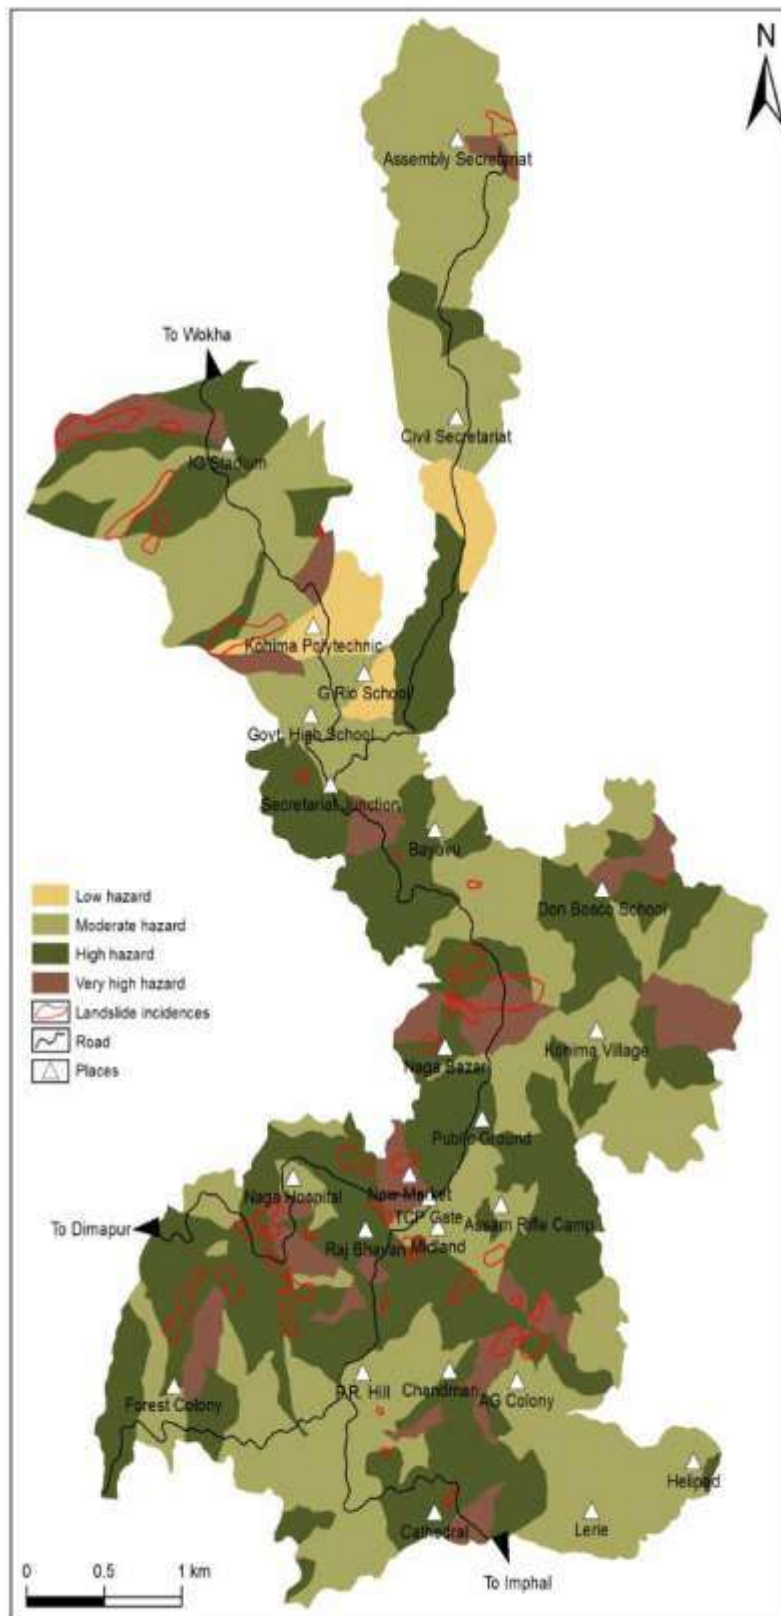 N
Assembly Secretariat
To Wokha
Civil Secretariat
IG Stadium
Kohima Polytechnic
G Rio School
Govt. High School
Secretariat Junction
Bayavu
Don Bosco School
Low hazard
Moderate hazard
High hazard
Very high hazard
Landslide incidences
Road
Places
Kohima Village
Naga Bazar
Public Ground
Naga Hospital
New Market
TCP Gate
Assam Rifle Camp
To Dimapur
Raj Bhavan
Midland
P.R. Hill
Chandmari
AG Colony
Forest Colony
Helipad
Cathedral
Lerie
0 0.5 1 km
To Imphal